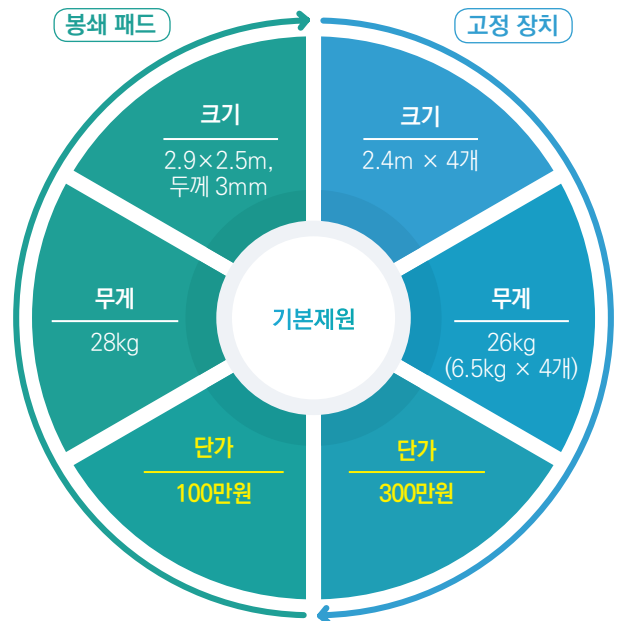 봉쇄 패드
고정 장치
크기
2.9×2.5m,
두께 3mm
크기
2.4m × 4개
무게
28kg
기본제원
무게
26kg
(6.5kg × 4개)
단가
100만원
단가
300만원